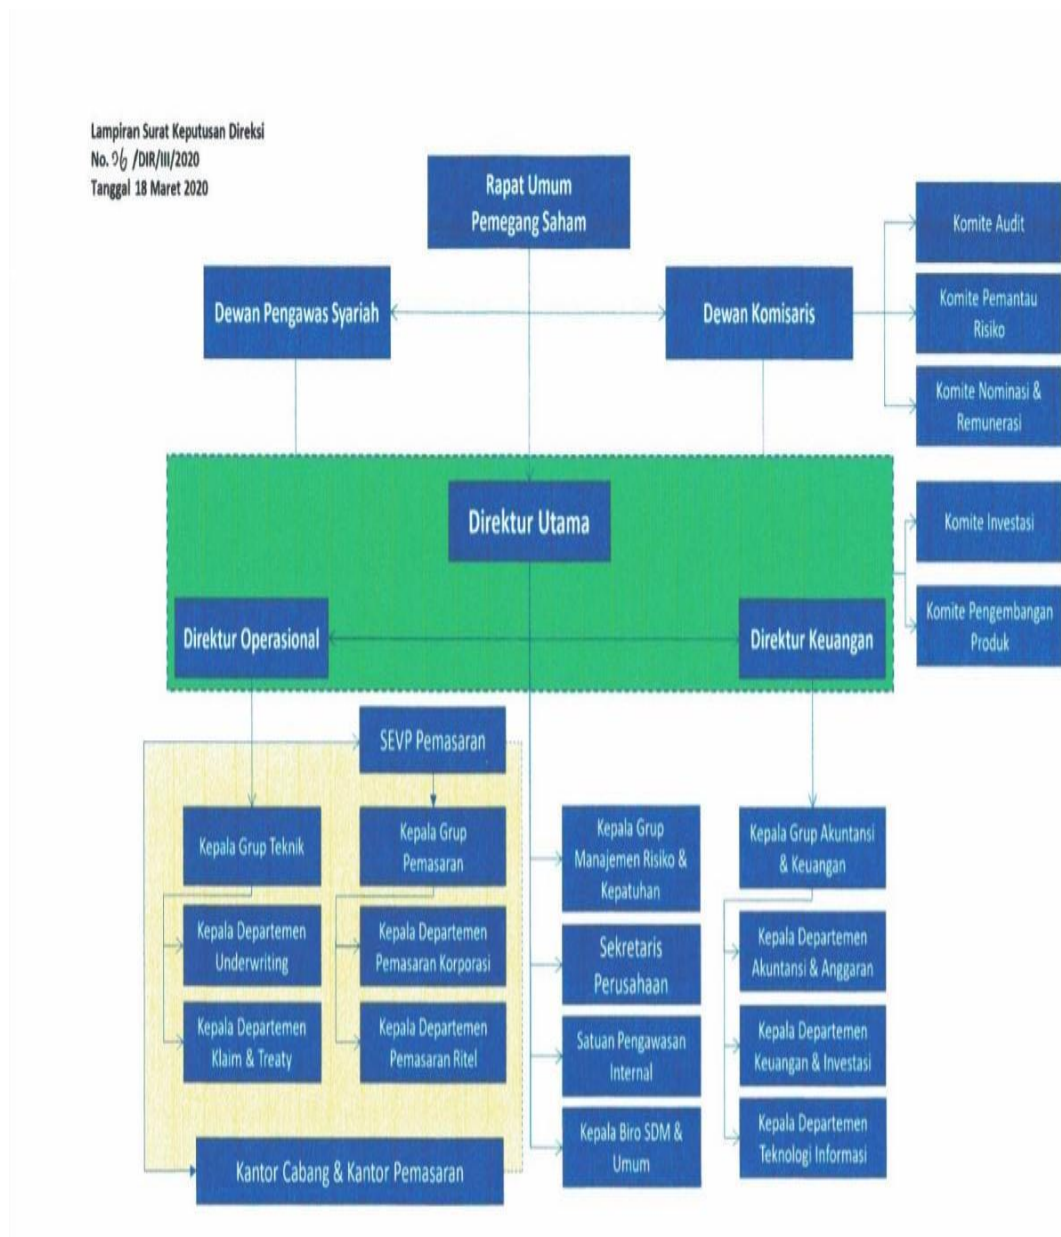 Lampiran Surat Keputusan Direksi
No. 06 /DIR/III/2020
Tanggal 18 Maret 2020
Rapat Umum
Pemegang Saham
Dewan Pengawas Syariah
Dewan Komisaris
Komite Audit
Komite Pemantau
Risiko
Komite Nominasi &
Remunerasi
Direktur Utama
Komite Investasi
Direktur Operasional
Direktur Keuangan
Komite Pengembangan
Produk
SEVP Pemasaran
Kepala Grup Teknik
Kepala Grup
Pemasaran
Kepala Grup
Manajemen Risiko &
Kepatuhan
Kepala Grup Akuntansi
& Keuangan
Kepala Departemen
Underwriting
Kepala Departemen
Pemasaran Korporasi
Sekretaris
Perusahaan
Kepala Departemen
Akuntansi & Anggaran
Kepala Departemen
Klaim & Treaty
Kepala Departemen
Pemasaran Ritel
Satuan Pengawasan
Internal
Kepala Departemen
Keuangan & Investasi
Kantor Cabang & Kantor Pemasaran
Kepala Biro SDM &
Umum
Kepala Departemen
Teknologi Informasi